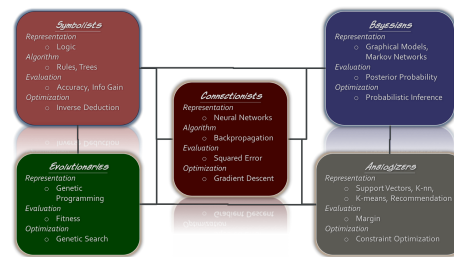 Symbolists
Representation
o Logic
Algorithm
o Rules, Trees
Evaluation
o Accuracy, Info Gain
Optimization
o Inverse Deduction
Bayesians
Representation
o Graphical Models,
Markov Networks
Evaluation
o Posterior Probability
Optimization
o Probabilistic Inference
Connectionists
Representation
o Neural Networks
Algorithm
o Backpropagation
Evaluation
o Squared Error
Optimization
o Gradient Descent
Evolutionaries
Representation
o Genetic
Programming
Evaluation
o Fitness
Optimization
o Genetic Search
Analogizers
Representation
o Support Vectors, K-nn,
K-means, Recommendation
Evaluation
o Margin
Optimization
o Constraint Optimization